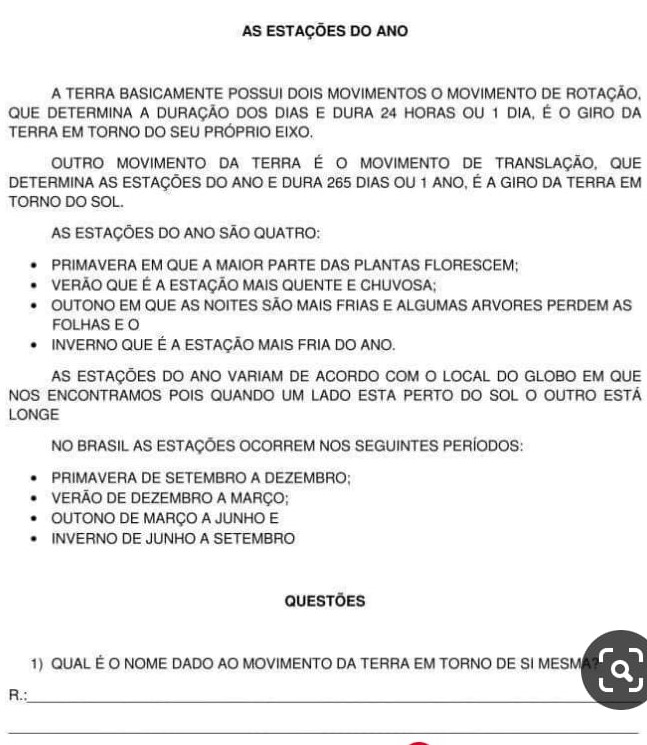 AS ESTAÇÕES DO ANO
A TERRA BASICAMENTE POSSUI DOIS MOVIMENTOS O MOVIMENTO DE ROTAÇÃO,
QUE DETERMINA A DURAÇÃO DOS DIAS E DURA 24 HORAS OU 1 DIA, É O GIRO DA
TERRA EM TORNO DO SEU PRÓPRIO EIXO.
OUTRO MOVIMENTO DA TERRA É O MOVIMENTO DE TRANSLAÇÃO, QUE
DETERMINA AS ESTAÇÕES DO ANO E DURA 265 DIAS OU 1 ANO, É A GIRO DA TERRA EM
TORNO DO SOL.
AS ESTAÇÕES DO ANO SÃO QUATRO:
• PRIMAVERA EM QUE A MAIOR PARTE DAS PLANTAS FLORESCEM;
• VERÃO QUE É A ESTAÇÃO MAIS QUENTE E CHUVOSA;
• OUTONO EM QUE AS NOITES SÃO MAIS FRIAS E ALGUMAS ARVORES PERDEM AS
FOLHAS E O
• INVERNO QUE É A ESTAÇÃO MAIS FRIA DO ANO.
AS ESTAÇÕES DO ANO VARIAM DE ACORDO COM O LOCAL DO GLOBO EM QUE
NOS ENCONTRAMOS POIS QUANDO UM LADO ESTA PERTO DO SOL O OUTRO ESTÁ
LONGE
NO BRASIL AS ESTAÇÕES OCORREM NOS SEGUINTES PERÍODOS:
• PRIMAVERA DE SETEMBRO A DEZEMBRO;
• VERÃO DE DEZEMBRO A MARÇO;
• OUTONO DE MARÇO A JUNHO E
• INVERNO DE JUNHO A SETEMBRO
QUESTÕES
1) QUAL É O NOME DADO AO MOVIMENTO DA TERRA EM TORNO DE SI MESMA?
R.: